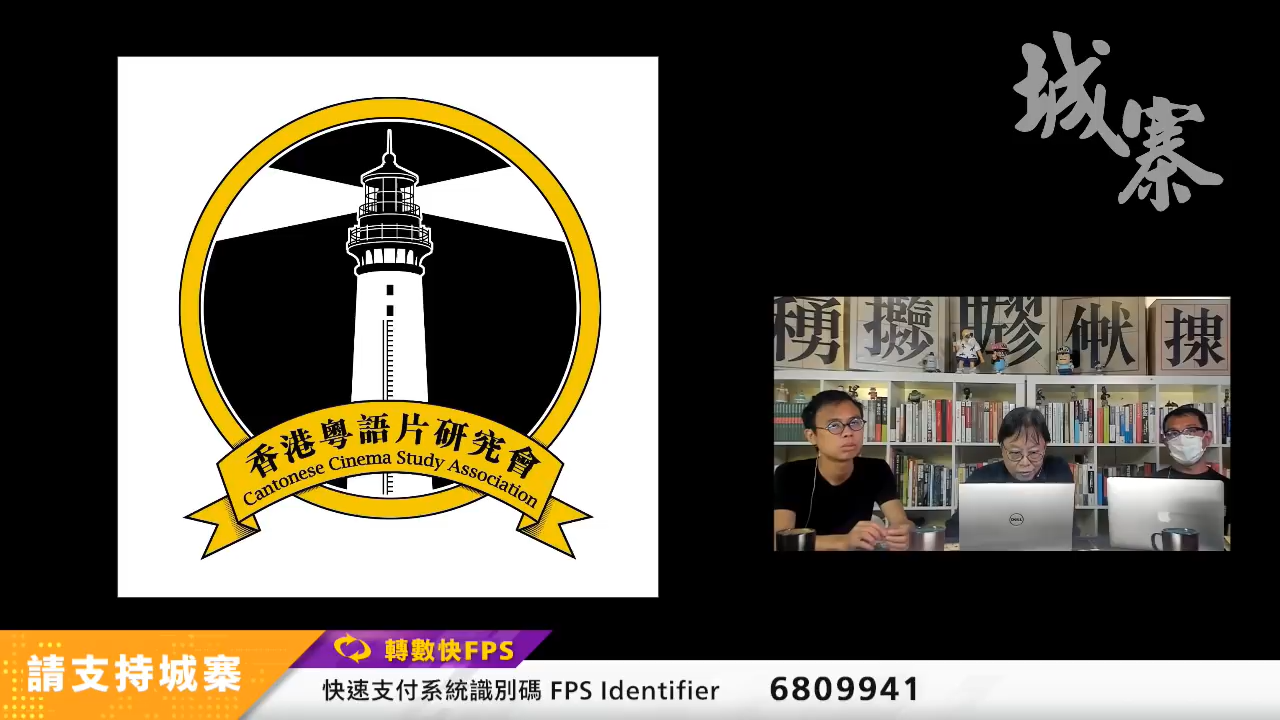 城寨
香港粵語片研究會
Cantonese Cinema Study Association
DELL
請支持城寨
轉數快FPS
快速支付系統識別碼 FPS Identifier 6809941